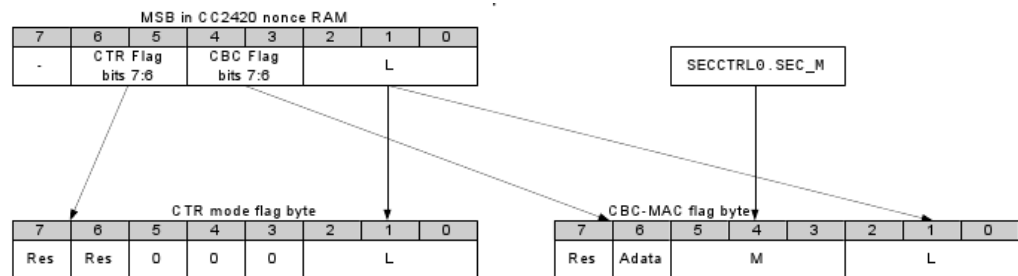 MSB in CC2420 nonce RAM
7 6 5 4 3 2 1 0
- CTR Flag bits 7:6 CBC Flag bits 7:6 L
SECCTRL0.SEC_M
CTR mode flag byte
7 6 5 4 3 2 1 0
Res Res 0 0 0 L
CBC-MAC flag byte
7 6 5 4 3 2 1 0
Res Adata M L